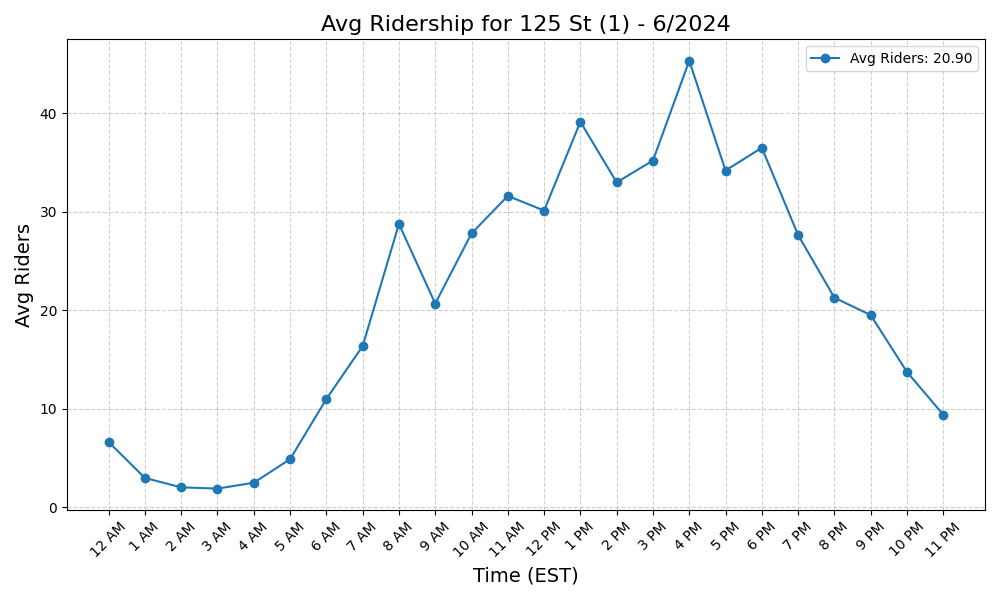 Avg Ridership for 125 St (1) - 6/2024
Avg Riders: 20.90
Avg Riders
40
30
20
10
0
12 AM
1 AM
2 AM
3 AM
4 AM
5 AM
6 AM
7 AM
8 AM
9 AM
10 AM
11 AM
12 PM
1 PM
2 PM
3 PM
4 PM
5 PM
6 PM
7 PM
8 PM
9 PM
10 PM
11 PM
Time (EST)